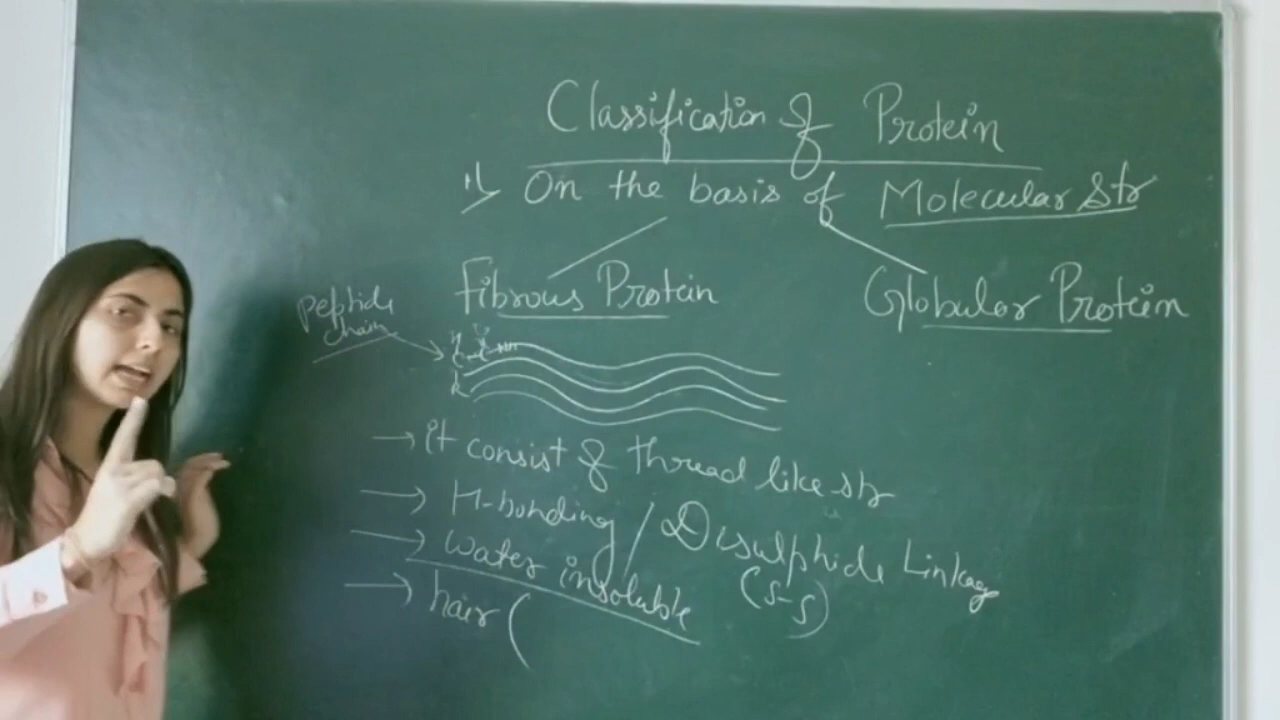 Classification of Protein
1) On the basis of Molecular Str
Fibrous Protein
Globular Protein
Peptide
chain
→ it consist of thread like str
→ H-bonding / Disulphide Linkage
(S-S)
→ water insoluble
→ hair (